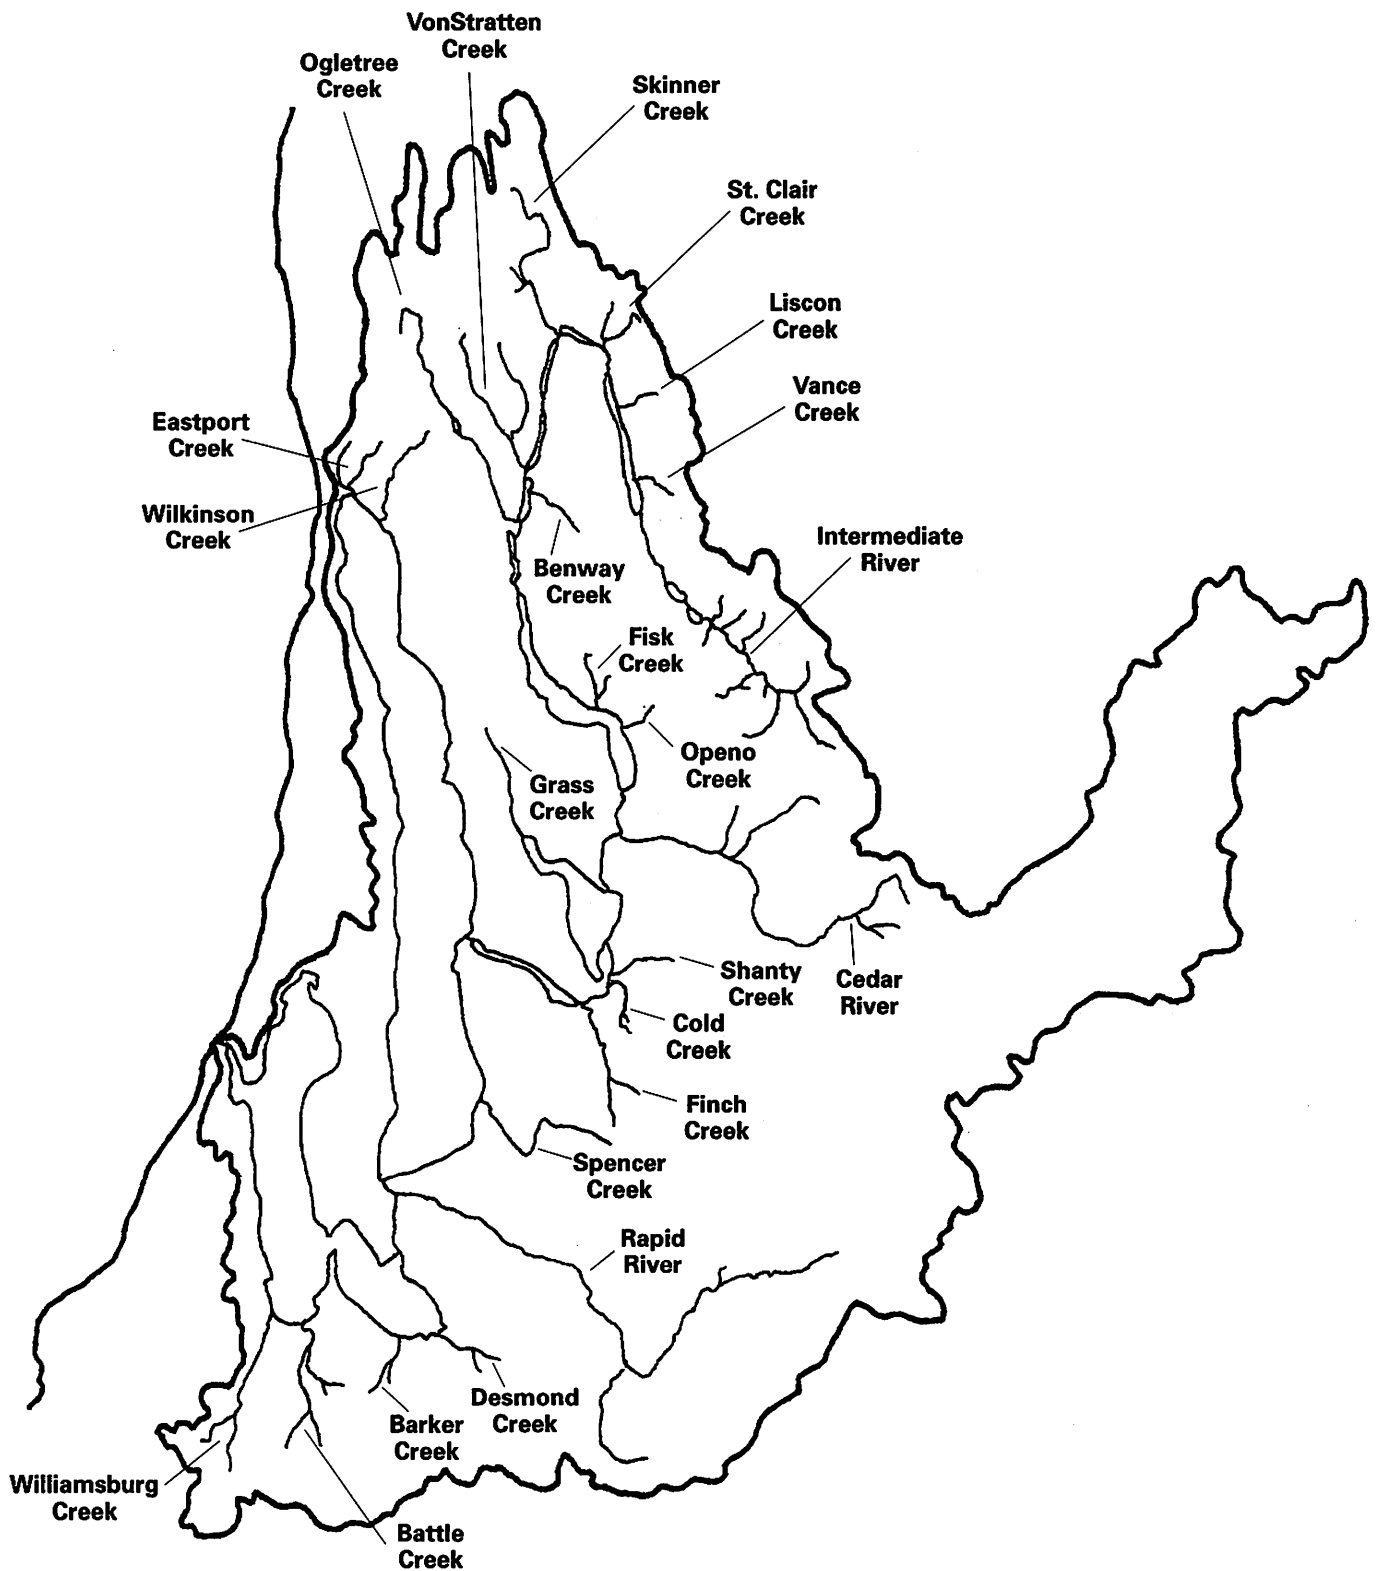 VonStratten
Creek
Ogletree
Creek
Skinner
Creek
St. Clair
Creek
Liscon
Creek
Vance
Creek
Eastport
Creek
Wilkinson
Creek
Intermediate
River
Benway
Creek
Fisk
Creek
Openo
Creek
Grass
Creek
Shanty
Creek
Cedar
River
Cold
Creek
Finch
Creek
Spencer
Creek
Rapid
River
Desmond
Creek
Barker
Creek
Williamsburg
Creek
Battle
Creek